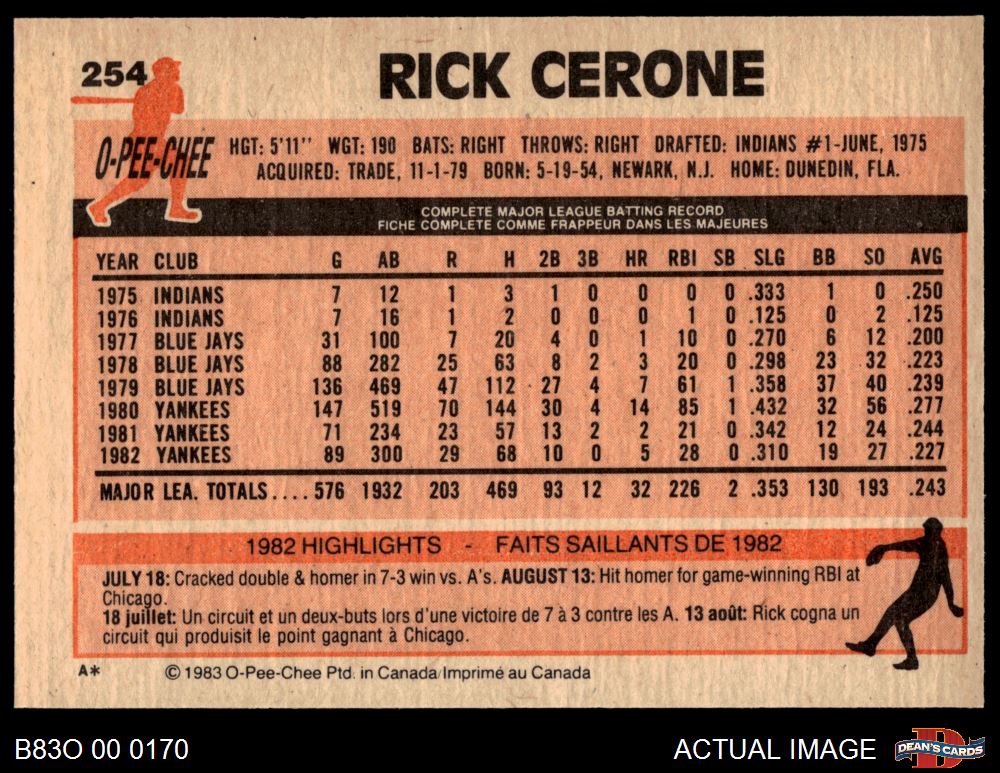 254
RICK CERONE
O-PEE-CHEE
HGT: 5'11" WGT: 190 BATS: RIGHT THROWS: RIGHT DRAFTED: INDIANS #1-JUNE, 1975
ACQUIRED: TRADE, 11-1-79 BORN: 5-19-54, NEWARK, N.J. HOME: DUNEDIN, FLA.
COMPLETE MAJOR LEAGUE BATTING RECORD
FICHE COMPLETE COMME FRAPPEUR DANS LES MAJEURES
YEAR CLUB G AB R H 2B 3B HR RBI SB SLG BB SO AVG
1975 INDIANS 7 12 1 3 1 0 0 0 0 .333 1 0 .250
1976 INDIANS 7 16 1 2 0 0 0 1 0 .125 0 2 .125
1977 BLUE JAYS 31 100 7 20 4 0 1 10 0 .270 6 12 .200
1978 BLUE JAYS 88 282 25 63 8 2 3 20 0 .298 23 32 .223
1979 BLUE JAYS 136 469 47 112 27 4 7 61 1 .358 37 40 .239
1980 YANKEES 147 519 70 144 30 4 14 85 1 .432 32 56 .277
1981 YANKEES 71 234 23 57 13 2 2 21 0 .342 12 24 .244
1982 YANKEES 89 300 29 68 10 0 5 28 0 .310 19 27 .227
MAJOR LEA. TOTALS.... 576 1932 203 469 93 12 32 226 2 .353 130 193 .243
1982 HIGHLIGHTS - FAITS SAILLANTS DE 1982
JULY 18: Cracked double & homer in 7-3 win vs. A's. AUGUST 13: Hit homer for game-winning RBI at
Chicago.
18 juillet: Un circuit et un deux-buts lors d'une victoire de 7 à 3 contre les A. 13 août: Rick cogna un
circuit qui produisit le point gagnant à Chicago.
A* © 1983 O-Pee-Chee Ptd. in Canada/Imprimé au Canada
B83O 00 0170
ACTUAL IMAGE
D
DEAN'S CARDS